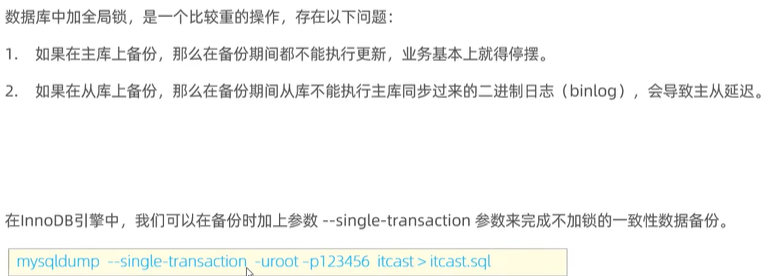 数据库中加全局锁，是一个比较重的操作，存在以下问题：
1. 如果在主库上备份，那么在备份期间都不能执行更新，业务基本上就得停摆。
2. 如果在从库上备份，那么在备份期间从库不能执行主库同步过来的二进制日志（binlog），会导致主从延迟。
在InnoDB引擎中，我们可以在备份时加上参数 --single-transaction 参数来完成不加锁的一致性数据备份。
mysqldump --single-transaction -uroot –p123456 itcast > itcast.sql